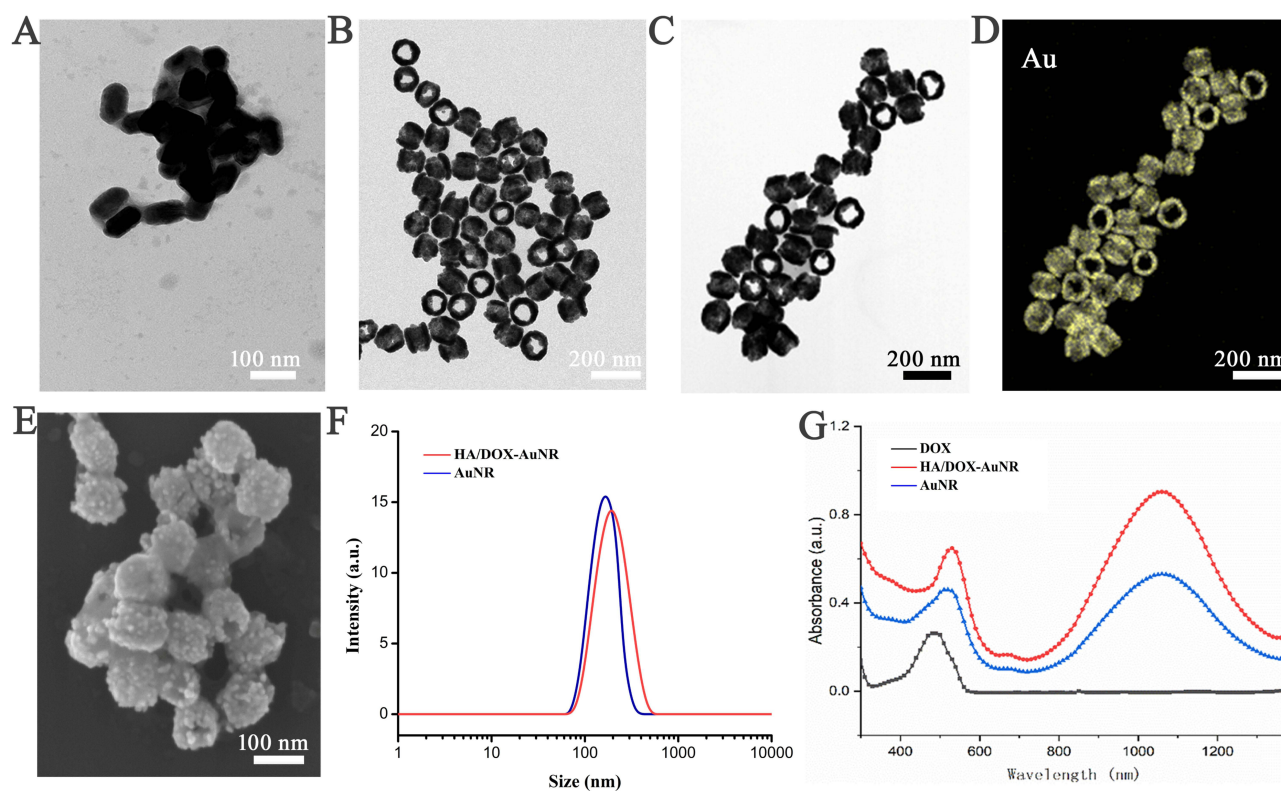 A
100 nm
B
200 nm
C
200 nm
D
Au
200 nm
E
100 nm
F
HA/DOX-AuNR
AuNR
Intensity (a.u.)
20
15
10
5
0
1
10
100
1000
10000
Size (nm)
G
DOX
HA/DOX-AuNR
AuNR
Absorbance (a.u.)
1.2
0.8
0.4
0.0
400
600
800
1000
1200
Wavelength (nm)